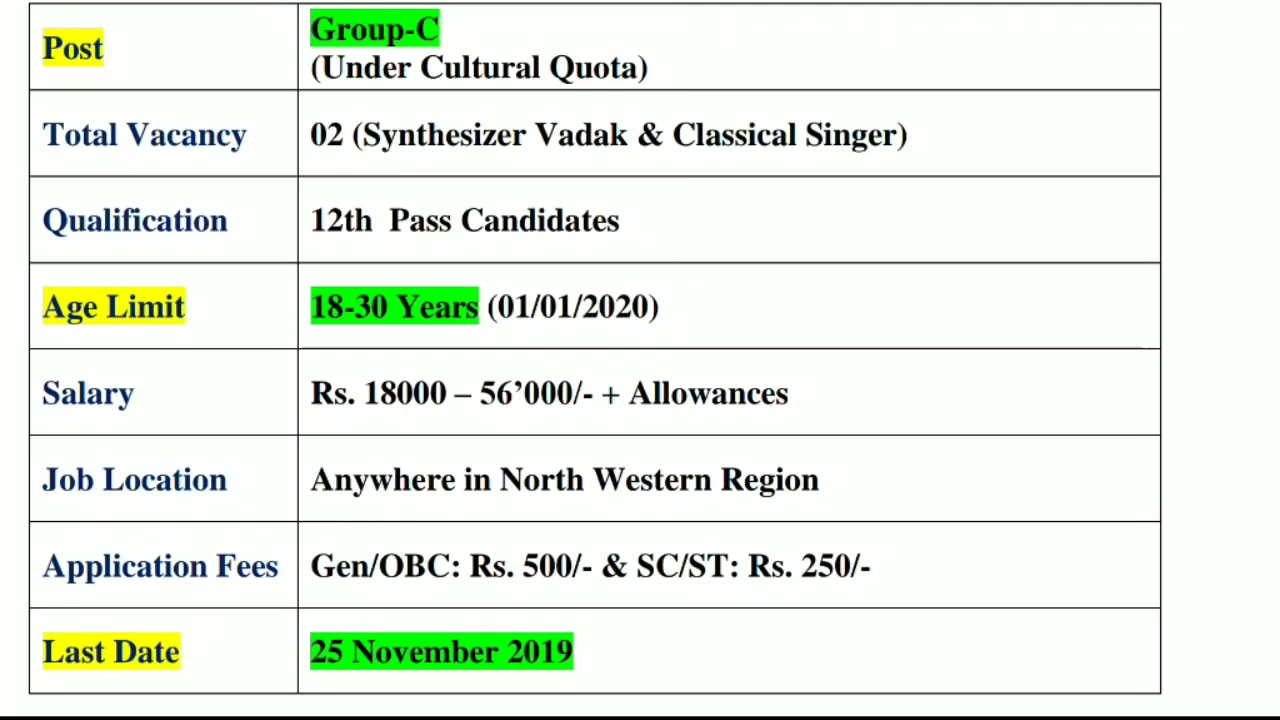 Post
Group-C
(Under Cultural Quota)
Total Vacancy
02 (Synthesizer Vadak & Classical Singer)
Qualification
12th Pass Candidates
Age Limit
18-30 Years (01/01/2020)
Salary
Rs. 18000 – 56’000/- + Allowances
Job Location
Anywhere in North Western Region
Application Fees
Gen/OBC: Rs. 500/- & SC/ST: Rs. 250/-
Last Date
25 November 2019